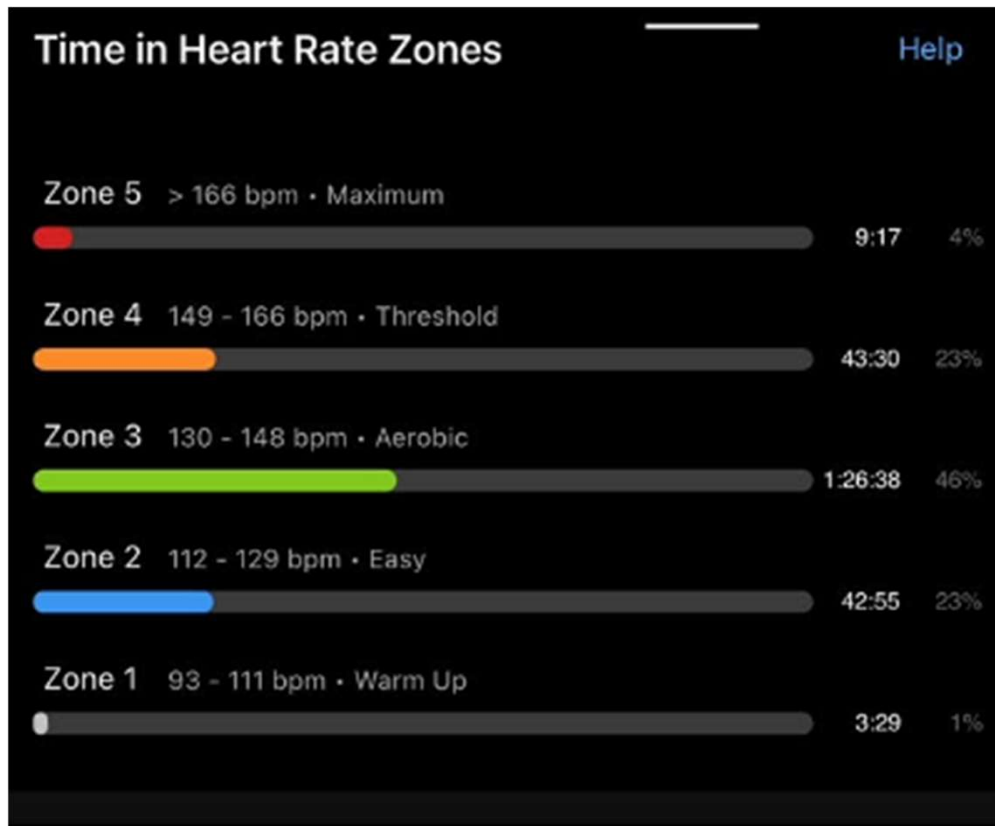 Time in Heart Rate Zones Help
Zone 5 > 166 bpm • Maximum
9:17 4%
Zone 4 149 - 166 bpm • Threshold
43:30 23%
Zone 3 130 - 148 bpm • Aerobic
1:26:38 46%
Zone 2 112 - 129 bpm • Easy
42:55 23%
Zone 1 93 - 111 bpm • Warm Up
3:29 1%